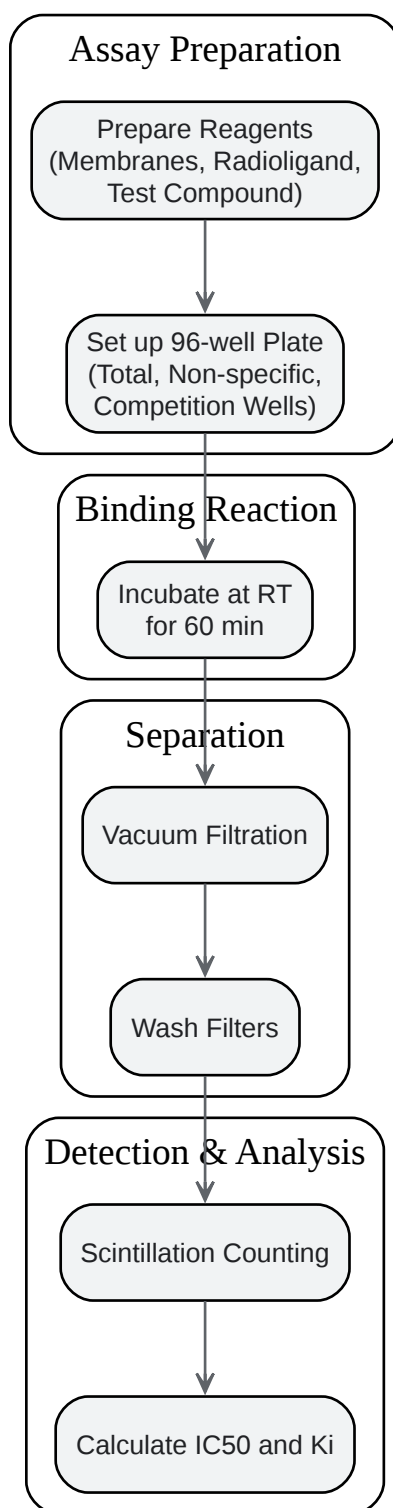 Assay Preparation
Prepare Reagents
(Membranes, Radioligand,
Test Compound)
Set up 96-well Plate
(Total, Non-specific,
Competition Wells)
Binding Reaction
Incubate at RT
for 60 min
Separation
Vacuum Filtration
Wash Filters
Detection & Analysis
Scintillation Counting
Calculate IC50 and Ki